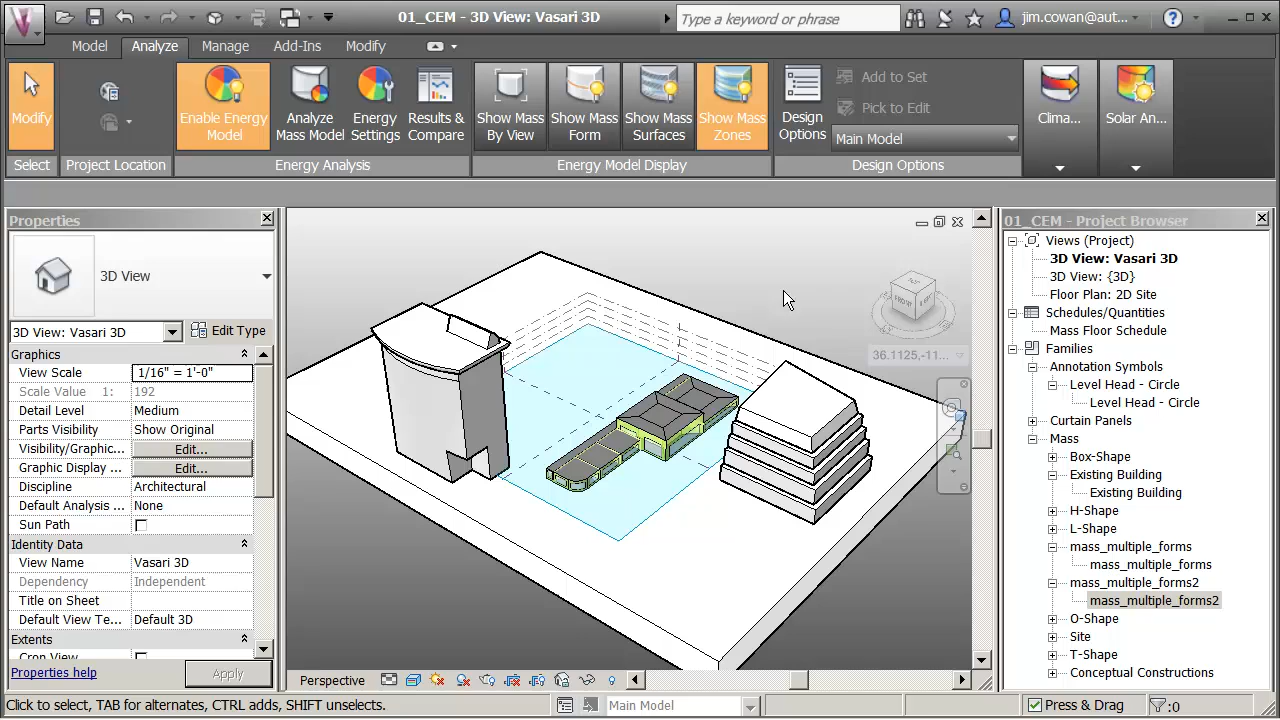 01_CEM - 3D View: Vasari 3D
Type a keyword or phrase
jim.cowan@aut...
Model Analyze Manage Add-Ins Modify
Modify
Enable Energy Model
Analyze Mass Model
Energy Settings
Results & Compare
Show Mass By View
Show Mass Form
Show Mass Surfaces
Show Mass Zones
Design Options
Add to Set
Pick to Edit
Main Model
Clima...
Solar An...
Select
Project Location
Energy Analysis
Energy Model Display
Design Options
Properties
3D View
3D View: Vasari 3D
Edit Type
Graphics
View Scale 1/16" = 1'-0"
Scale Value 1: 192
Detail Level Medium
Parts Visibility Show Original
Visibility/Graphic... Edit...
Graphic Display ... Edit...
Discipline Architectural
Default Analysis ... None
Sun Path
Identity Data
View Name Vasari 3D
Dependency Independent
Title on Sheet
Default View Te... Default 3D
Extents
Crop View
Properties help
Apply
FRONT
36.1125,-11...
Perspective
01_CEM - Project Browser
Views (Project)
3D View: Vasari 3D
3D View: {3D}
Floor Plan: 2D Site
Schedules/Quantities
Mass Floor Schedule
Families
Annotation Symbols
Level Head - Circle
Level Head - Circle
Curtain Panels
Mass
Box-Shape
Existing Building
Existing Building
H-Shape
L-Shape
mass_multiple_forms
mass_multiple_forms
mass_multiple_forms2
mass_multiple_forms2
O-Shape
Site
T-Shape
Conceptual Constructions
Click to select, TAB for alternates, CTRL adds, SHIFT unselects.
Main Model
Press & Drag
:0